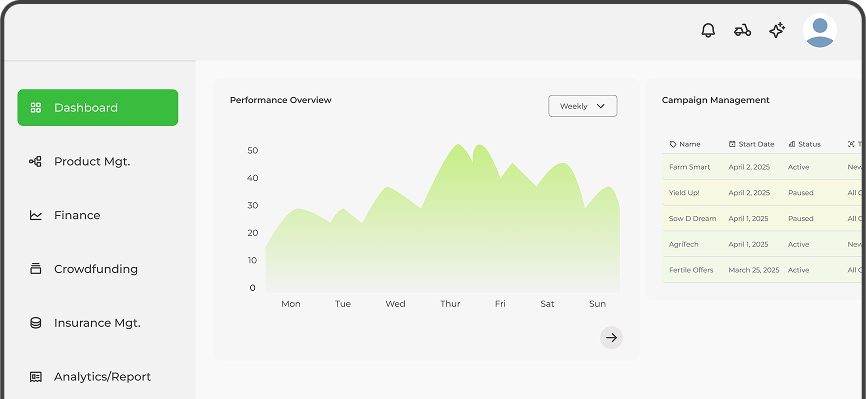 Dashboard
Product Mgt.
Finance
Crowdfunding
Insurance Mgt.
Analytics/Report
Performance Overview
Weekly
50
40
30
20
10
0
Mon Tue Wed Thur Fri Sat Sun
Campaign Management
Name Start Date Status
Farm Smart April 2, 2025 Active New
Yield Up! April 2, 2025 Paused All
Sow D Dream April 1, 2025 Paused All
AgriTech April 1, 2025 Active New
Fertile Offers March 25, 2025 Active All